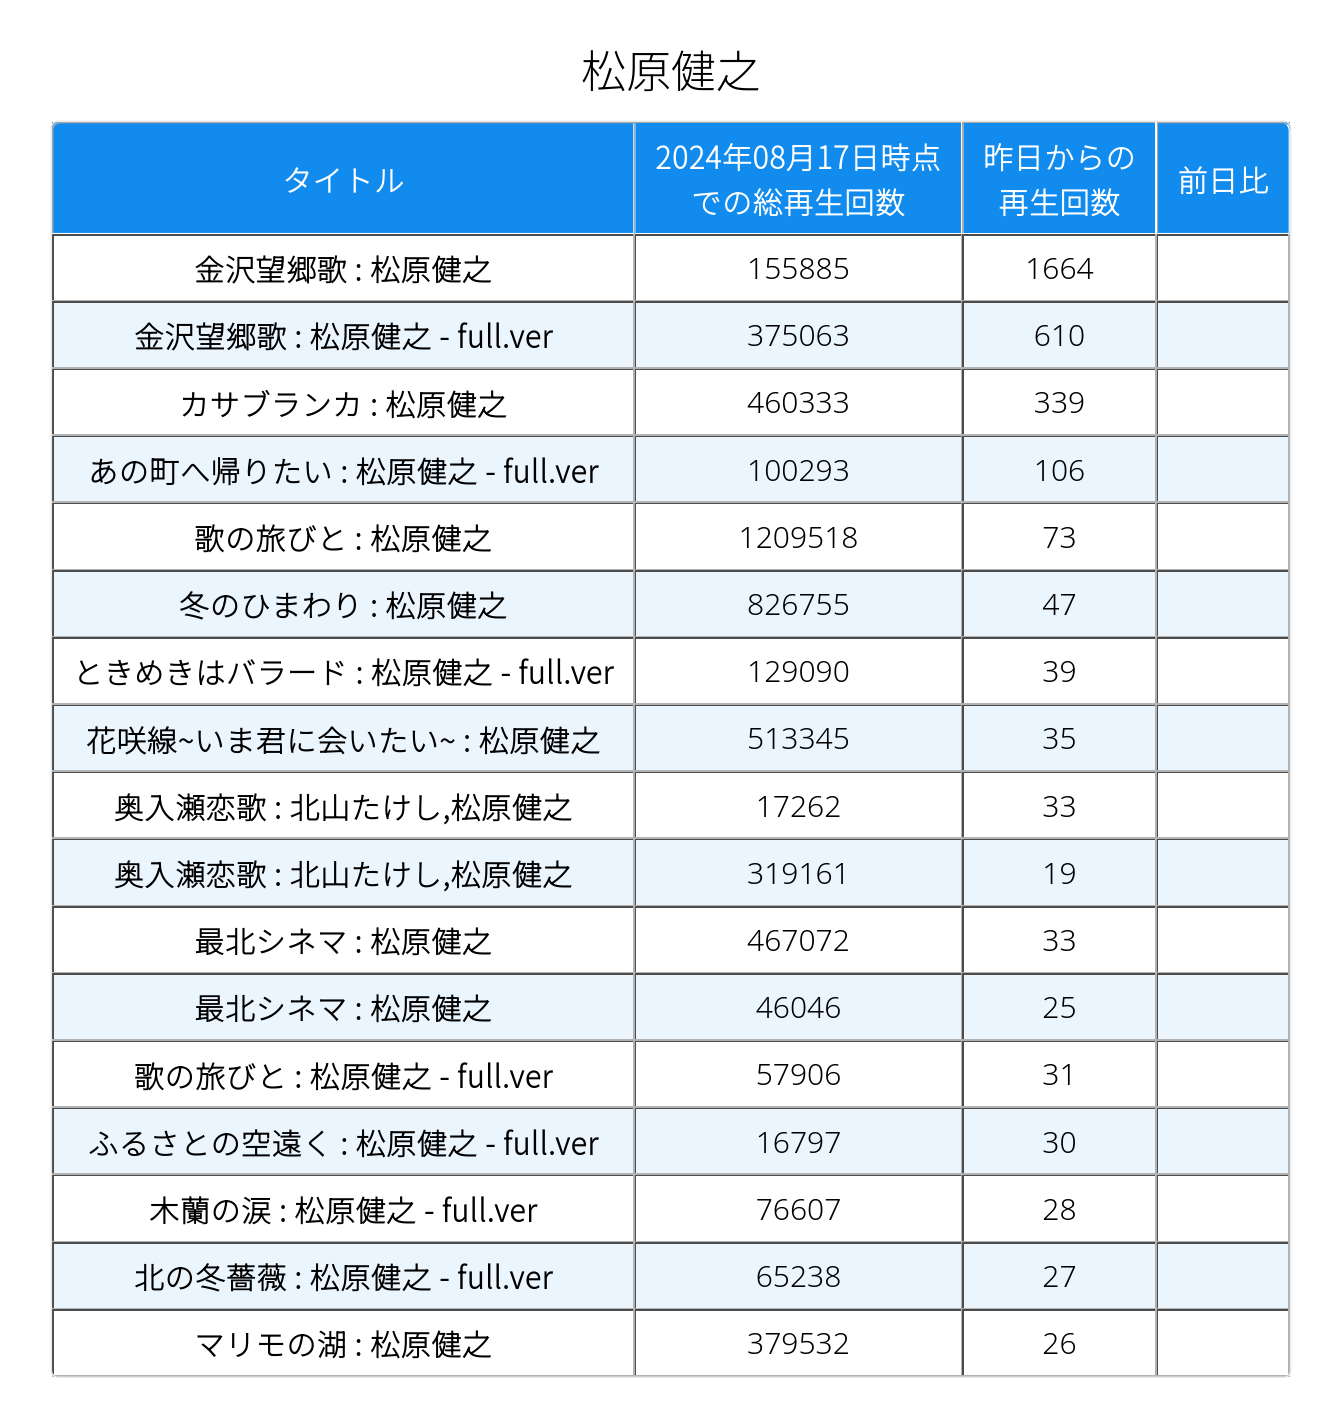 松原健之
タイトル
2024年08月17日時点
での総再生回数
昨日からの
再生回数
前日比
金沢望郷歌 : 松原健之 155885 1664
金沢望郷歌 : 松原健之 - full.ver 375063 610
カサブランカ : 松原健之 460333 339
あの町へ帰りたい : 松原健之 - full.ver 100293 106
歌の旅びと : 松原健之 1209518 73
冬のひまわり : 松原健之 826755 47
ときめきはバラード : 松原健之 - full.ver 129090 39
花咲線~いま君に会いたい~ : 松原健之 513345 35
奥入瀬恋歌 : 北山たけし,松原健之 17262 33
奥入瀬恋歌 : 北山たけし,松原健之 319161 19
最北シネマ : 松原健之 467072 33
最北シネマ : 松原健之 46046 25
歌の旅びと : 松原健之 - full.ver 57906 31
ふるさとの空遠く : 松原健之 - full.ver 16797 30
木蘭の涙 : 松原健之 - full.ver 76607 28
北の冬薔薇 : 松原健之 - full.ver 65238 27
マリモの湖 : 松原健之 379532 26